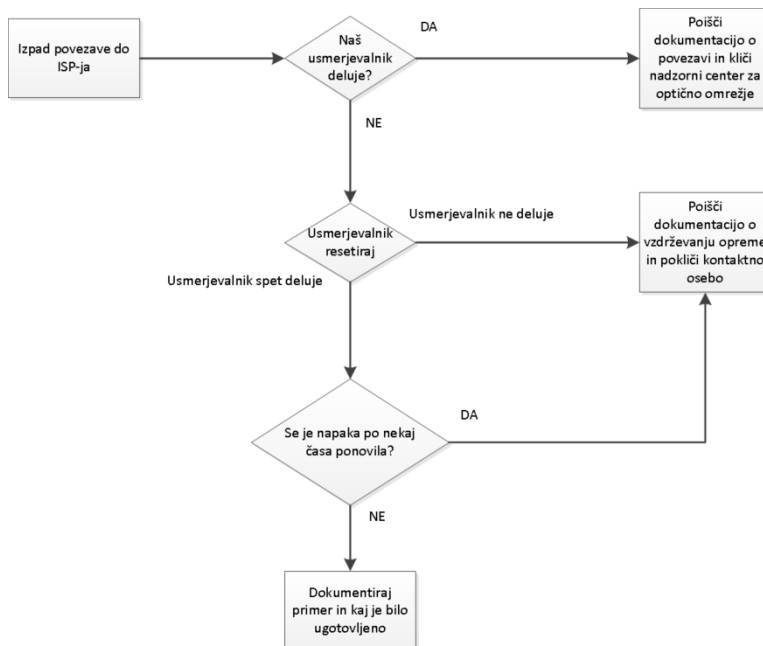 Izpad povezave do
ISP-ja
Naš
usmerjevalnik
deluje?
DA
Poišči
dokumentacijo o
povezavi in kliči
nadzorni center za
optično omrežje
NE
Usmerjevalnik
resetiraj
Usmerjevalnik ne deluje
Poišči
dokumentacijo o
vzdrževanju opreme
in pokliči kontaktno
osebo
Usmerjevalnik spet deluje
Se je napaka po nekaj
časa ponovila?
DA
NE
Dokumentiraj
primer in kaj je bilo
ugotovljeno